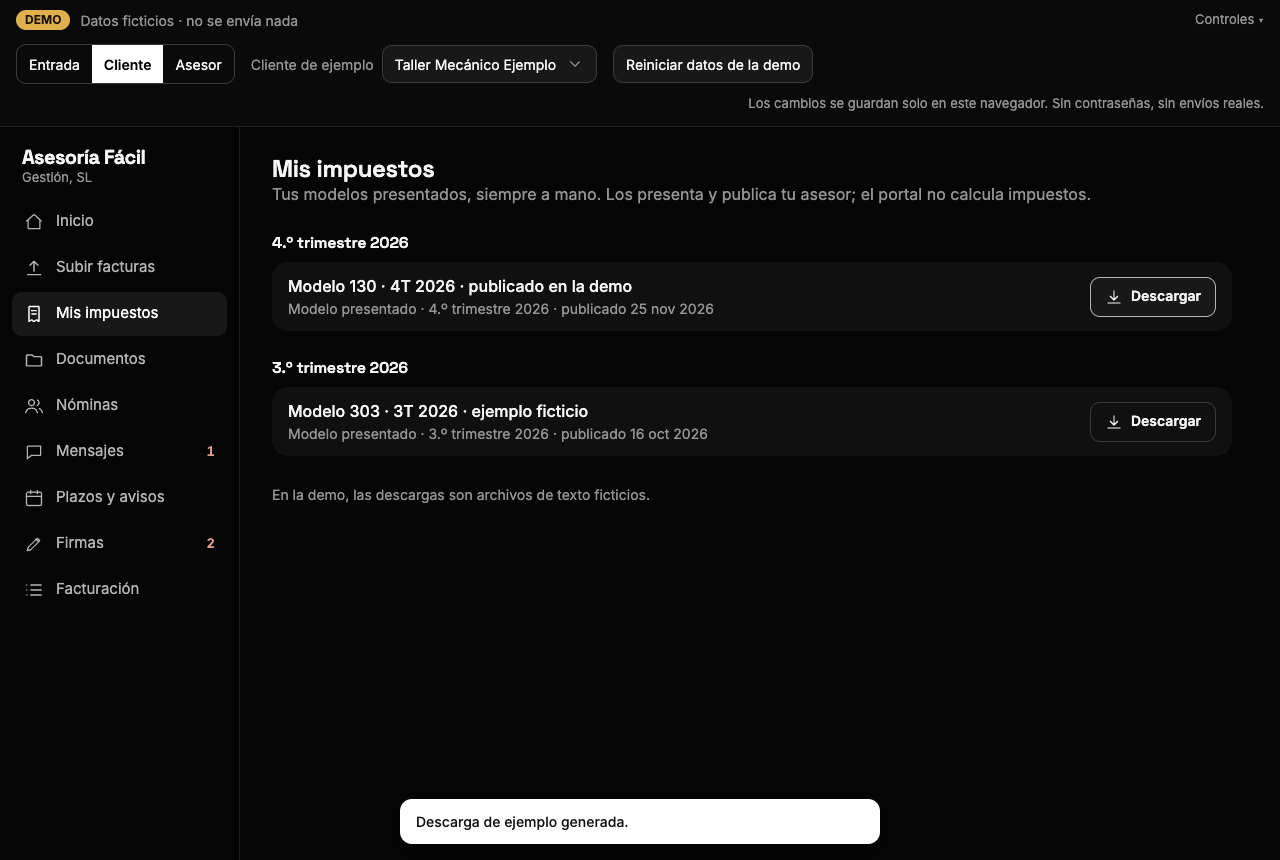 DEMO Datos ficticios · no se envía nada
Controles ▾
Entrada Cliente Asesor Cliente de ejemplo Taller Mecánico Ejemplo Reiniciar datos de la demo
Los cambios se guardan solo en este navegador. Sin contraseñas, sin envíos reales.
Asesoría Fácil
Gestión, SL
Inicio
Subir facturas
Mis impuestos
Documentos
Nóminas
Mensajes 1
Plazos y avisos
Firmas 2
Facturación
Mis impuestos
Tus modelos presentados, siempre a mano. Los presenta y publica tu asesor; el portal no calcula impuestos.
4.º trimestre 2026
Modelo 130 · 4T 2026 · publicado en la demo
Modelo presentado · 4.º trimestre 2026 · publicado 25 nov 2026
Descargar
3.º trimestre 2026
Modelo 303 · 3T 2026 · ejemplo ficticio
Modelo presentado · 3.º trimestre 2026 · publicado 16 oct 2026
Descargar
En la demo, las descargas son archivos de texto ficticios.
Descarga de ejemplo generada.